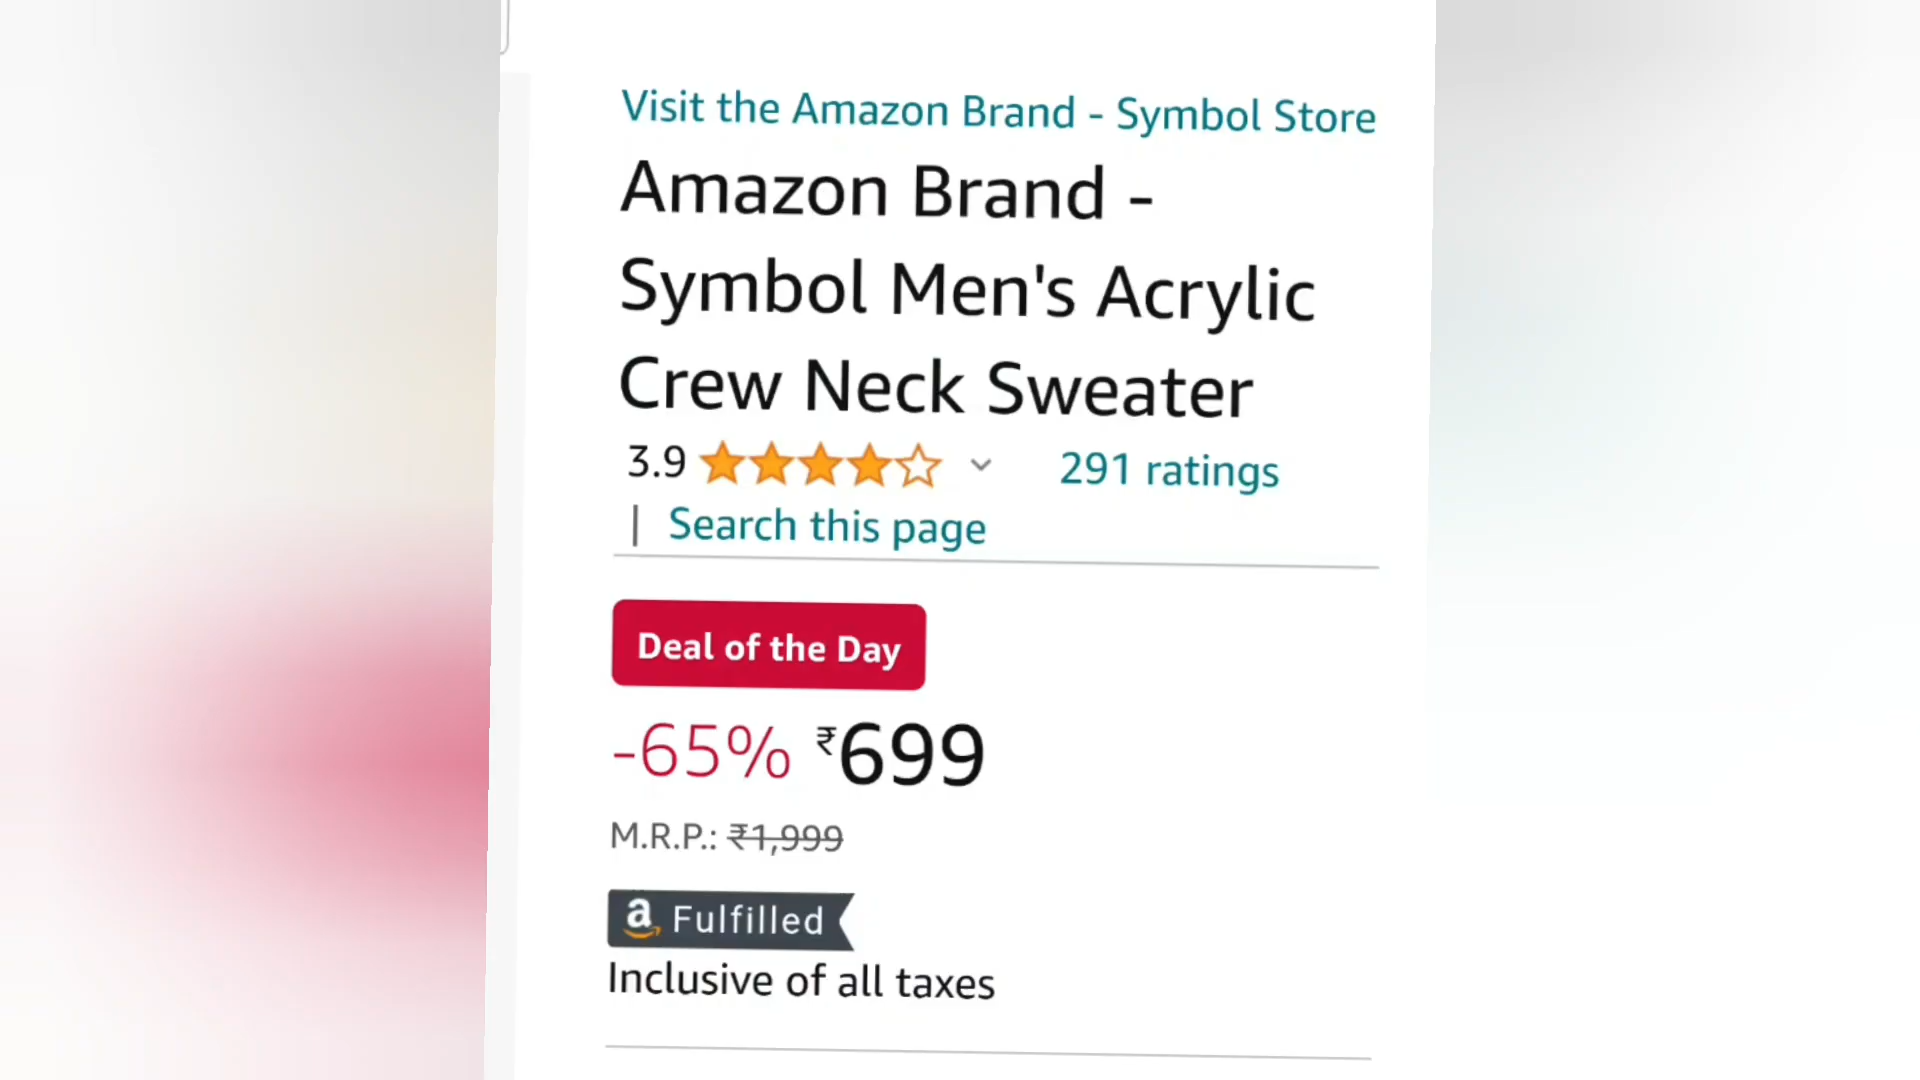 Visit the Amazon Brand - Symbol Store
Amazon Brand -
Symbol Men's Acrylic
Crew Neck Sweater
3.9 291 ratings
| Search this page
Deal of the Day
-65% ₹699
M.R.P.: ₹1,999
a Fulfilled
Inclusive of all taxes